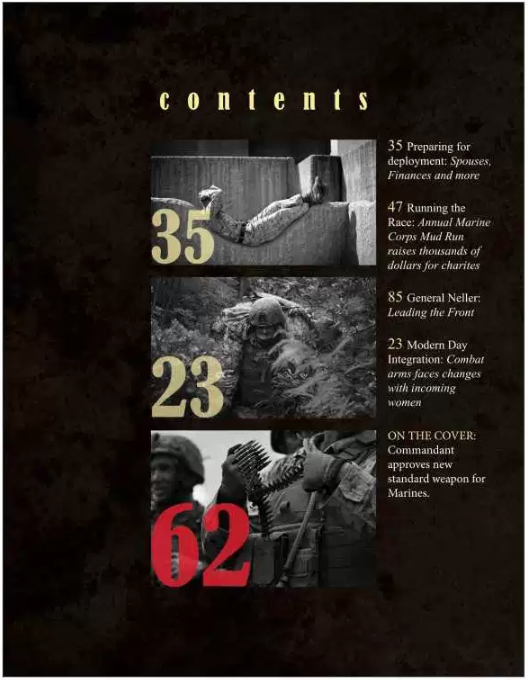 contents
35
23
62
35 Preparing for
deployment: Spouses,
Finances and more
47 Running the
Race: Annual Marine
Corps Mud Run
raises thousands of
dollars for charites
85 General Neller:
Leading the Front
23 Modern Day
Integration: Combat
arms faces changes
with incoming
women
ON THE COVER:
Commandant
approves new
standard weapon for
Marines.